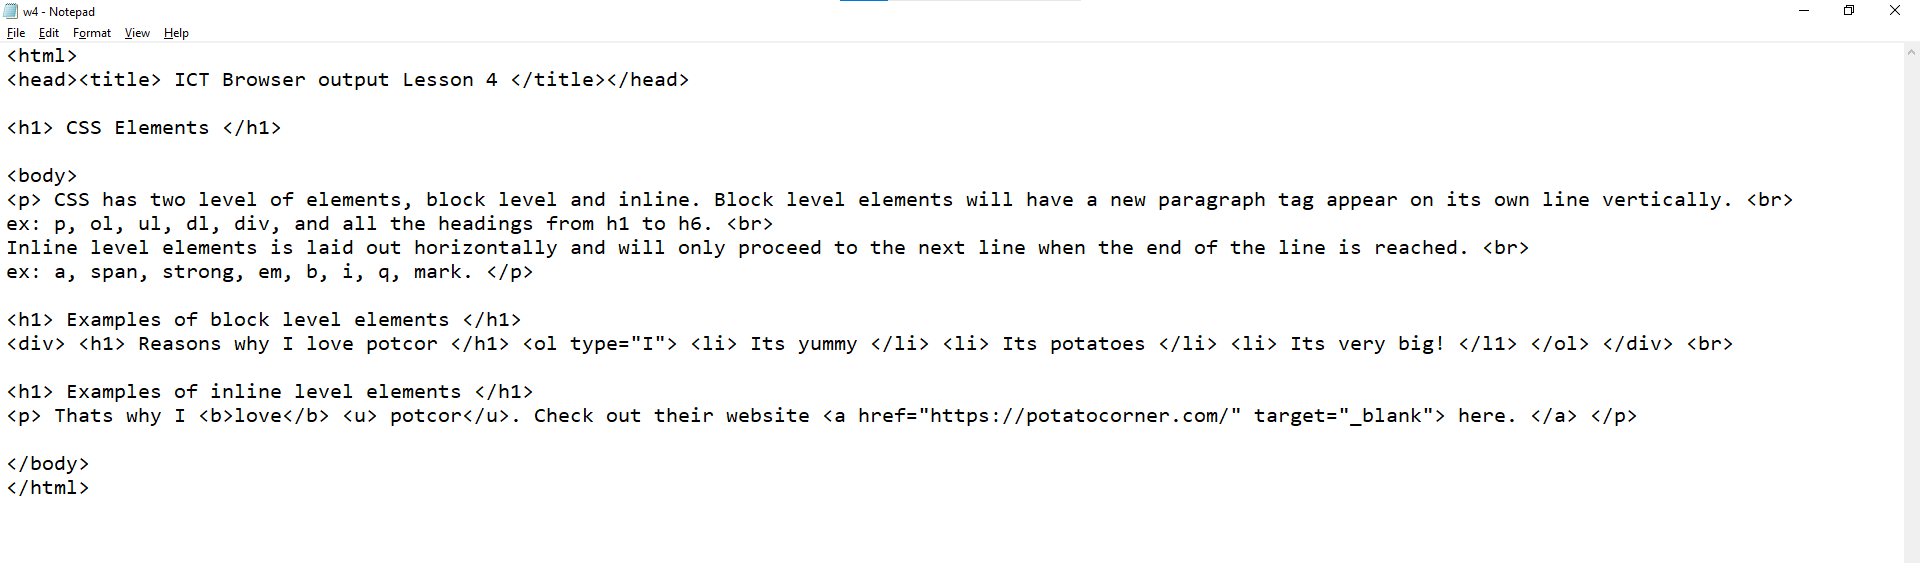 w4 - Notepad
File Edit Format View Help
<html>
<head><title> ICT Browser output Lesson 4 </title></head>
<h1> CSS Elements </h1>
<body>
<p> CSS has two level of elements, block level and inline. Block level elements will have a new paragraph tag appear on its own line vertically. <br>
ex: p, ol, ul, dl, div, and all the headings from h1 to h6. <br>
Inline level elements is laid out horizontally and will only proceed to the next line when the end of the line is reached. <br>
ex: a, span, strong, em, b, i, q, mark. </p>
<h1> Examples of block level elements </h1>
<div> <h1> Reasons why I love potcor </h1> <ol type="I"> <li> Its yummy </li> <li> Its potatoes </li> <li> Its very big! </l1> </ol> </div> <br>
<h1> Examples of inline level elements </h1>
<p> Thats why I <b>love</b> <u> potcor</u>. Check out their website <a href="https://potatocorner.com/" target="_blank"> here. </a> </p>
</body>
</html>